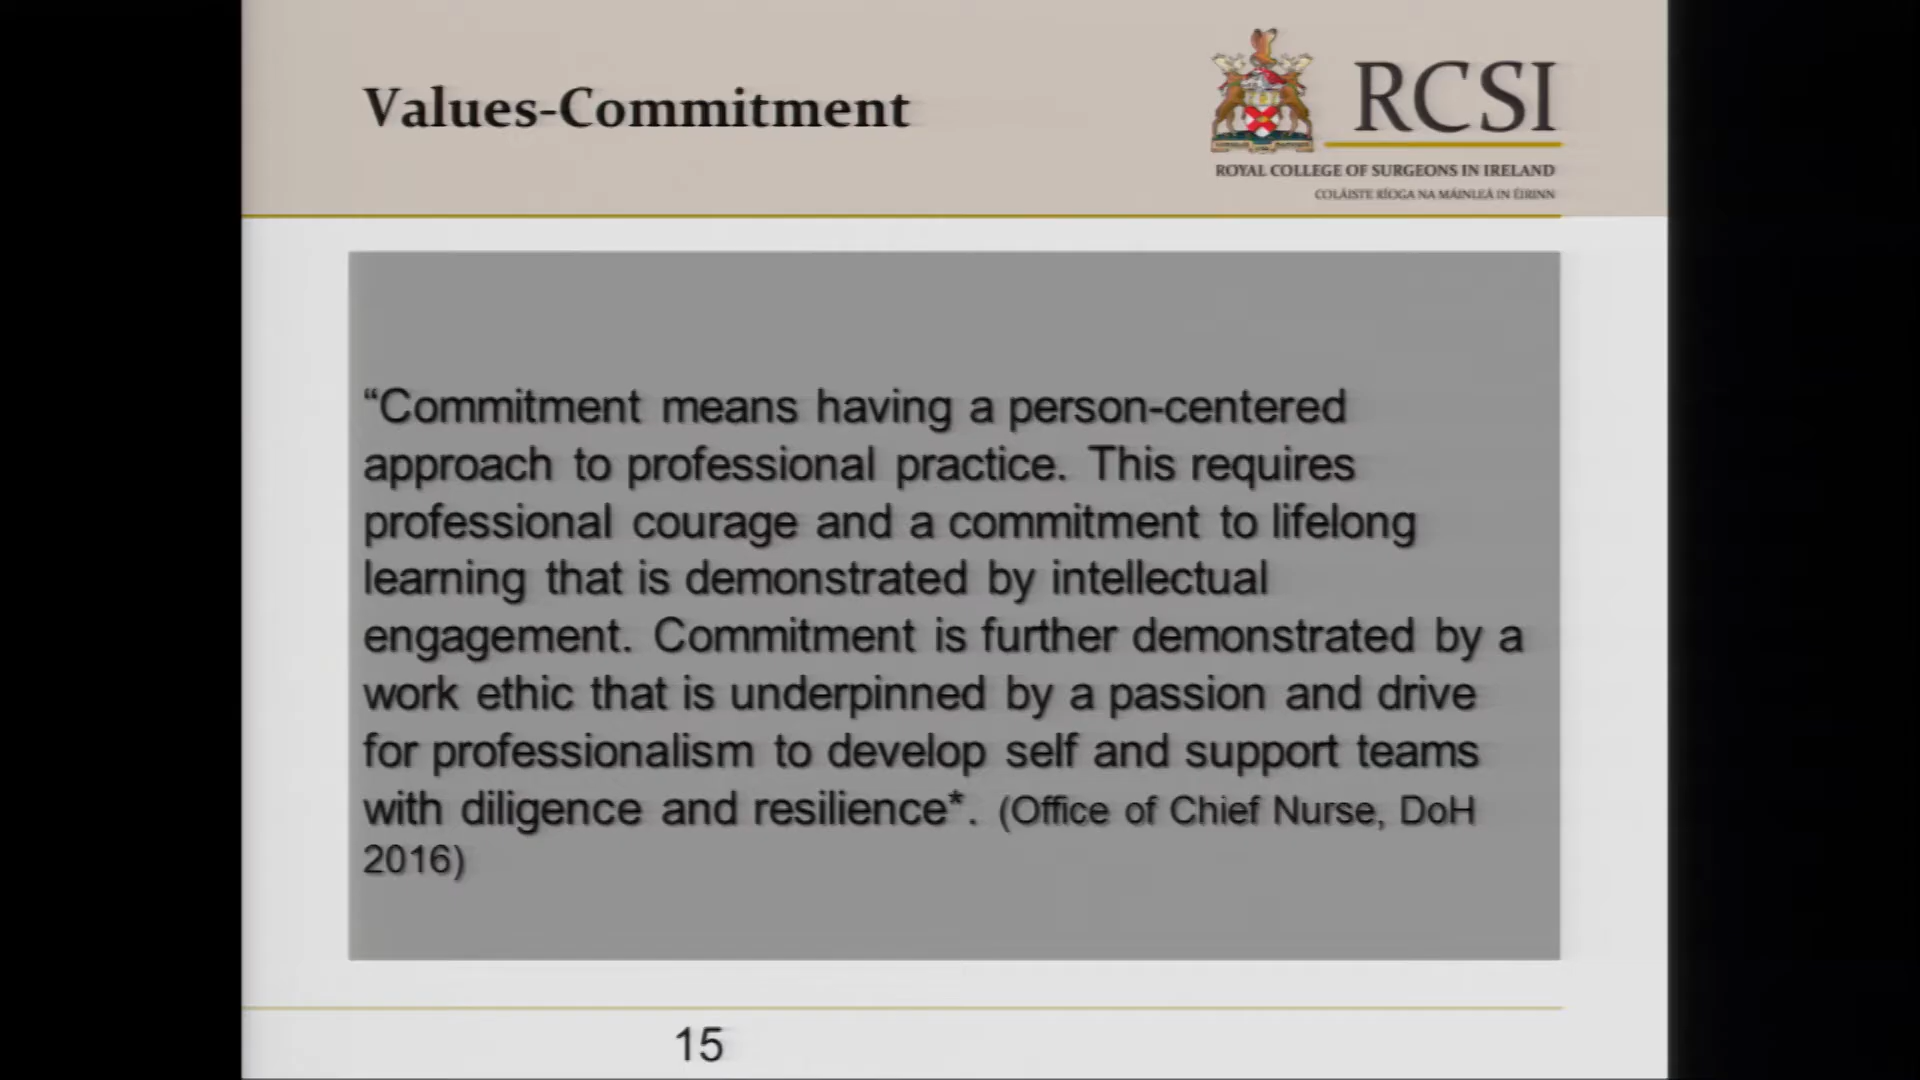 Values-Commitment
RCSI
ROYAL COLLEGE OF SURGEONS IN IRELAND
COLÁISTE RÍOGA NA MÁINLEÁ IN ÉIRINN
“Commitment means having a person-centered
approach to professional practice. This requires
professional courage and a commitment to lifelong
learning that is demonstrated by intellectual
engagement. Commitment is further demonstrated by a
work ethic that is underpinned by a passion and drive
for professionalism to develop self and support teams
with diligence and resilience*. (Office of Chief Nurse, DoH
2016)
15